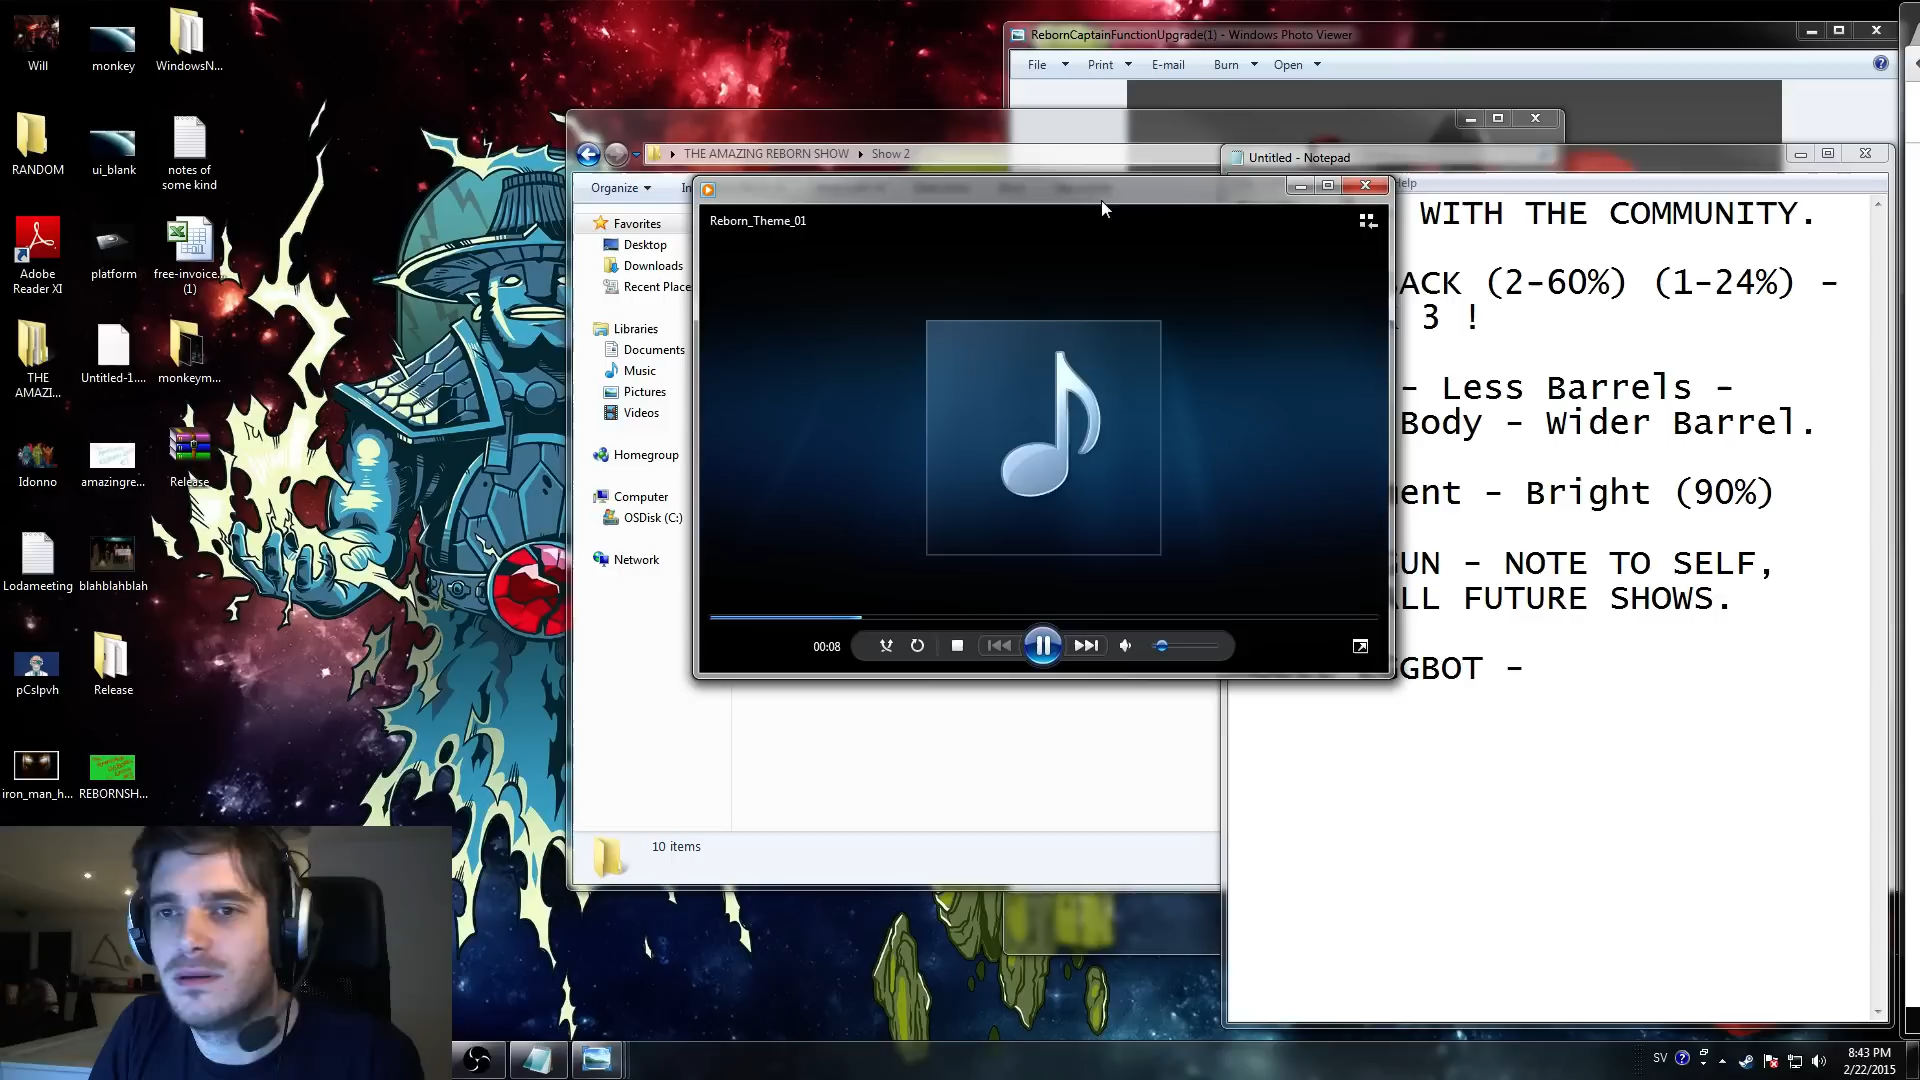 Will
monkey
WindowsN...
RANDOM
ui_blank
notes of
some kind
Adobe
Reader XI
platform
free-invoice...
(1)
THE
AMAZI...
Untitled-1....
monkeym...
Idonno
amazingre...
Release
Lodameeting
blahblahblah
pCsIpvh
Release
iron_man_h...
REBORNSH...
RebornCaptainFunctionUpgrade(1) - Windows Photo Viewer
File
Print
E-mail
Burn
Open
THE AMAZING REBORN SHOW
Show 2
Organize
Favorites
Desktop
Downloads
Recent Place
Libraries
Documents
Music
Pictures
Videos
Homegroup
Computer
OSDisk (C:)
Network
10 items
Reborn_Theme_01
00:08
Untitled - Notepad
Help
WITH THE COMMUNITY.
ACK (2-60%) (1-24%) -
3 !
- Less Barrels -
Body - Wider Barrel.
ent - Bright (90%)
UN - NOTE TO SELF,
LL FUTURE SHOWS.
GBOT -
SV
8:43 PM
2/22/2015